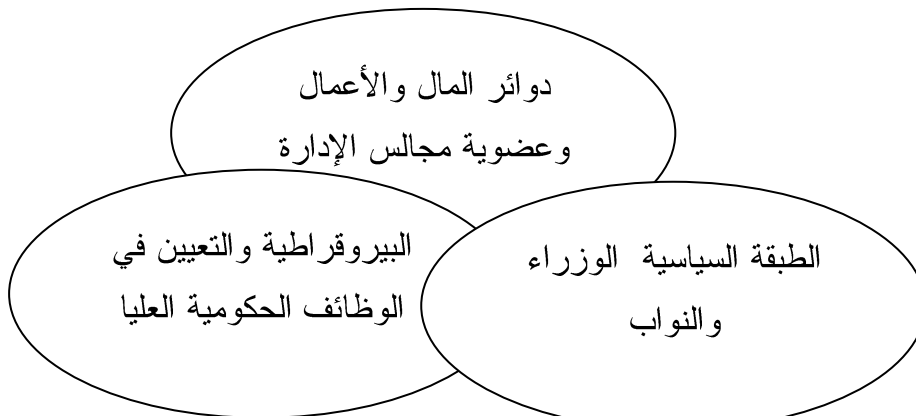 دوائر المال والأعمال
وعضوية مجالس الإدارة
الطبقة السياسية الوزراء
والنواب
البيروقراطية والتعيين في
الوظائف الحكومية العليا